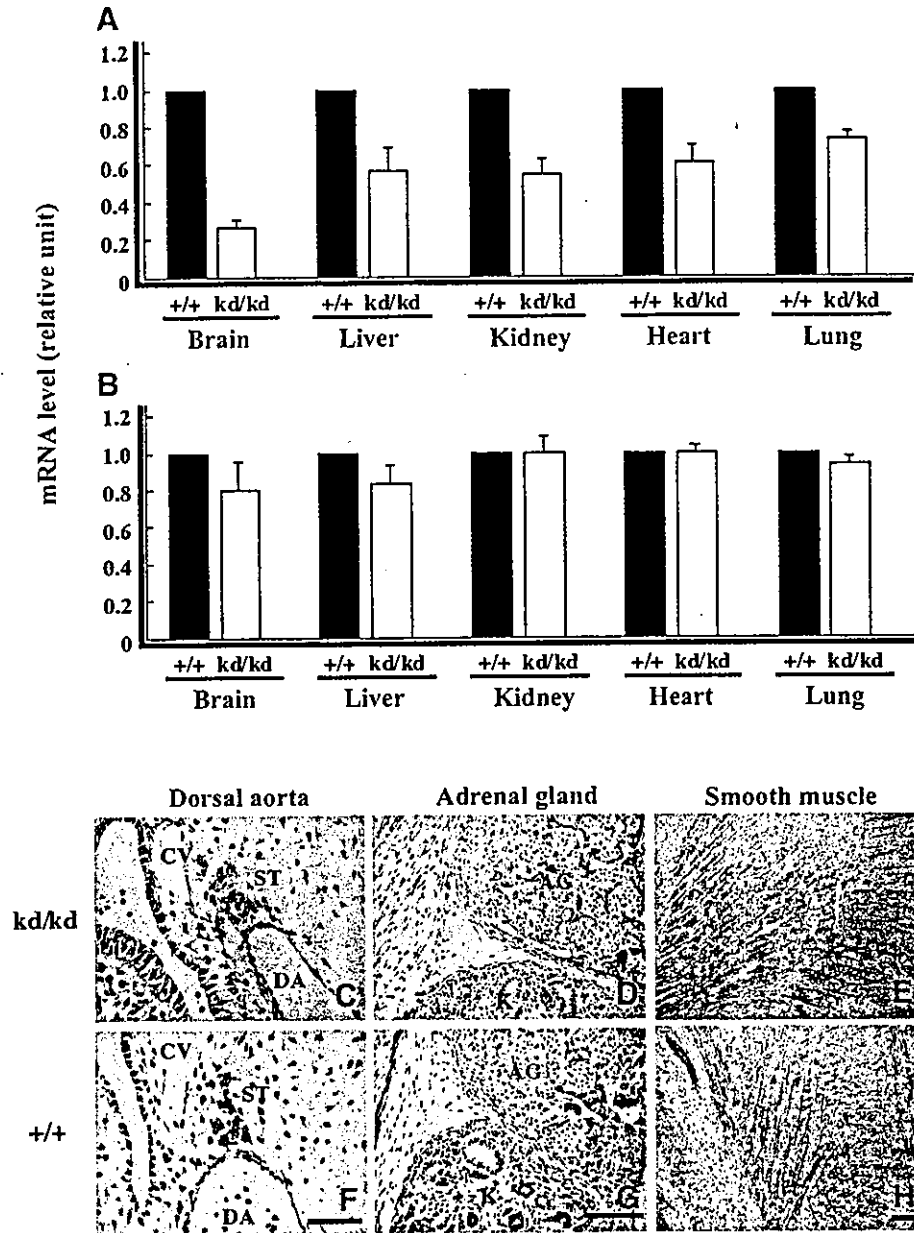 A
mRNA level (relative unit)
1.2
1.0
0.8
0.6
0.4
0.2
0
+/+ kd/kd +/+ kd/kd +/+ kd/kd +/+ kd/kd +/+ kd/kd
Brain Liver Kidney Heart Lung
B
1.2
1.0
0.8
0.6
0.4
0.2
0
+/+ kd/kd +/+ kd/kd +/+ kd/kd +/+ kd/kd +/+ kd/kd
Brain Liver Kidney Heart Lung
Dorsal aorta Adrenal gland Smooth muscle
kd/kd
CV
ST
DA
C
AG
K
D
E
+/+
CV
ST
DA
F
AG
K
G
H